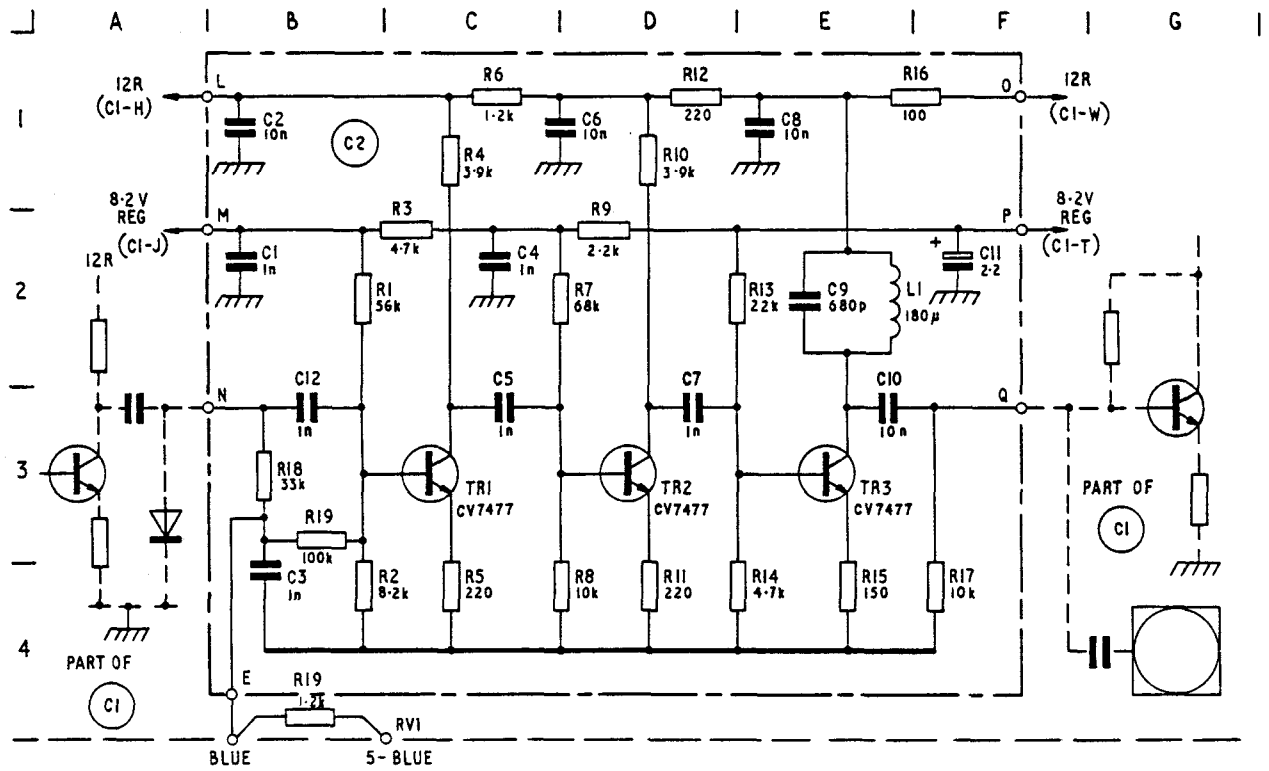 A B C D E F G
1
2
3
4
12R
(C1-H)
L
C2
10n
C2
R6
1.2k
C6
10n
R12
220
C8
10n
R16
100
O
12R
(C1-W)
R4
3.9k
R10
3.9k
8.2V
REG
(C1-J)
M
R3
4.7k
R9
2.2k
P
8.2V
REG
(C1-T)
12R
C1
1n
C4
1n
+
C11
2.2
R1
56k
R7
68k
R13
22k
C9
680p
L1
180µ
N
C12
1n
C5
1n
C7
1n
C10
10n
Q
R18
33k
R19
100k
TR1
CV7477
TR2
CV7477
TR3
CV7477
PART OF
C1
C3
1n
R2
8.2k
R5
220
R8
10k
R11
220
R14
4.7k
R15
150
R17
10k
PART OF
C1
E
R19
1.2k
RV1
BLUE
5-BLUE